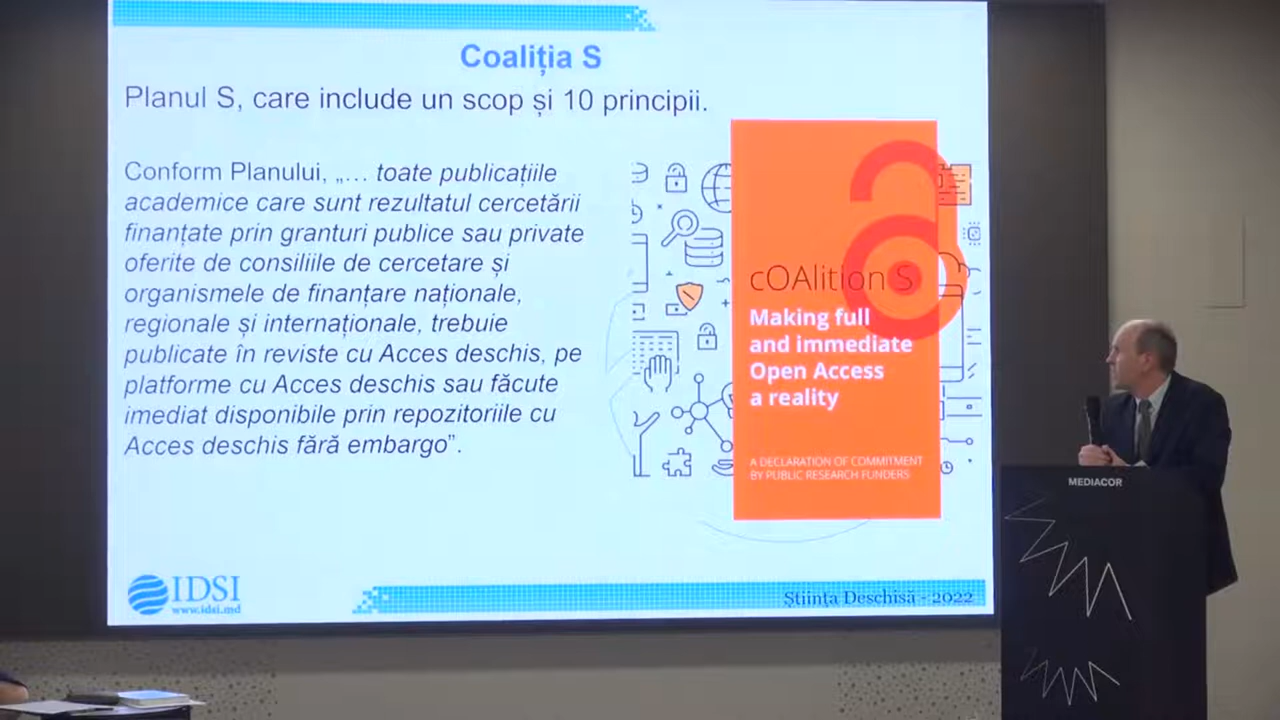 Coaliția S
Planul S, care include un scop și 10 principii.
Conform Planului, „… toate publicațiile
academice care sunt rezultatul cercetării
finanțate prin granturi publice sau private
oferite de consiliile de cercetare și
organismele de finanțare naționale,
regionale și internaționale, trebuie
publicate în reviste cu Acces deschis, pe
platforme cu Acces deschis sau făcute
imediat disponibile prin repozitoriile cu
Acces deschis fără embargo”.
cOAlition S
Making full
and immediate
Open Access
a reality
A DECLARATION OF COMMITMENT
BY PUBLIC RESEARCH FUNDERS
IDSI
www.idsi.md
Știința Deschisă - 2022
MEDIACOR